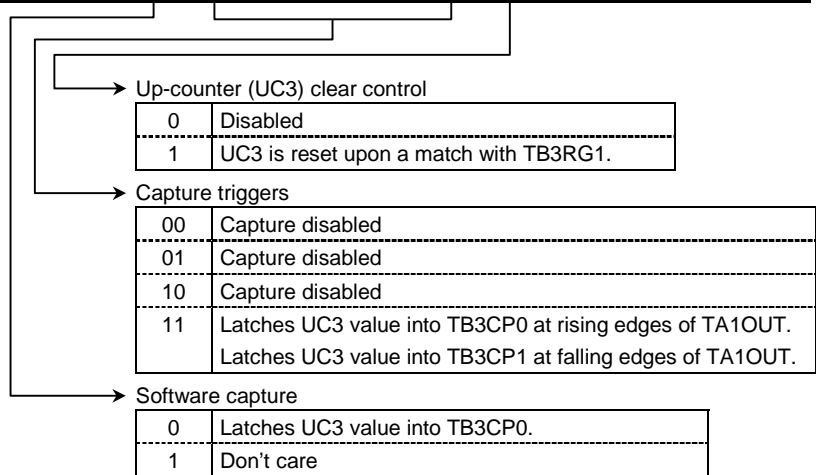 Up-counter (UC3) clear control
0 Disabled
1 UC3 is reset upon a match with TB3RG1.
Capture triggers
00 Capture disabled
01 Capture disabled
10 Capture disabled
11 Latches UC3 value into TB3CP0 at rising edges of TA1OUT.
Latches UC3 value into TB3CP1 at falling edges of TA1OUT.
Software capture
0 Latches UC3 value into TB3CP0.
1 Don't care